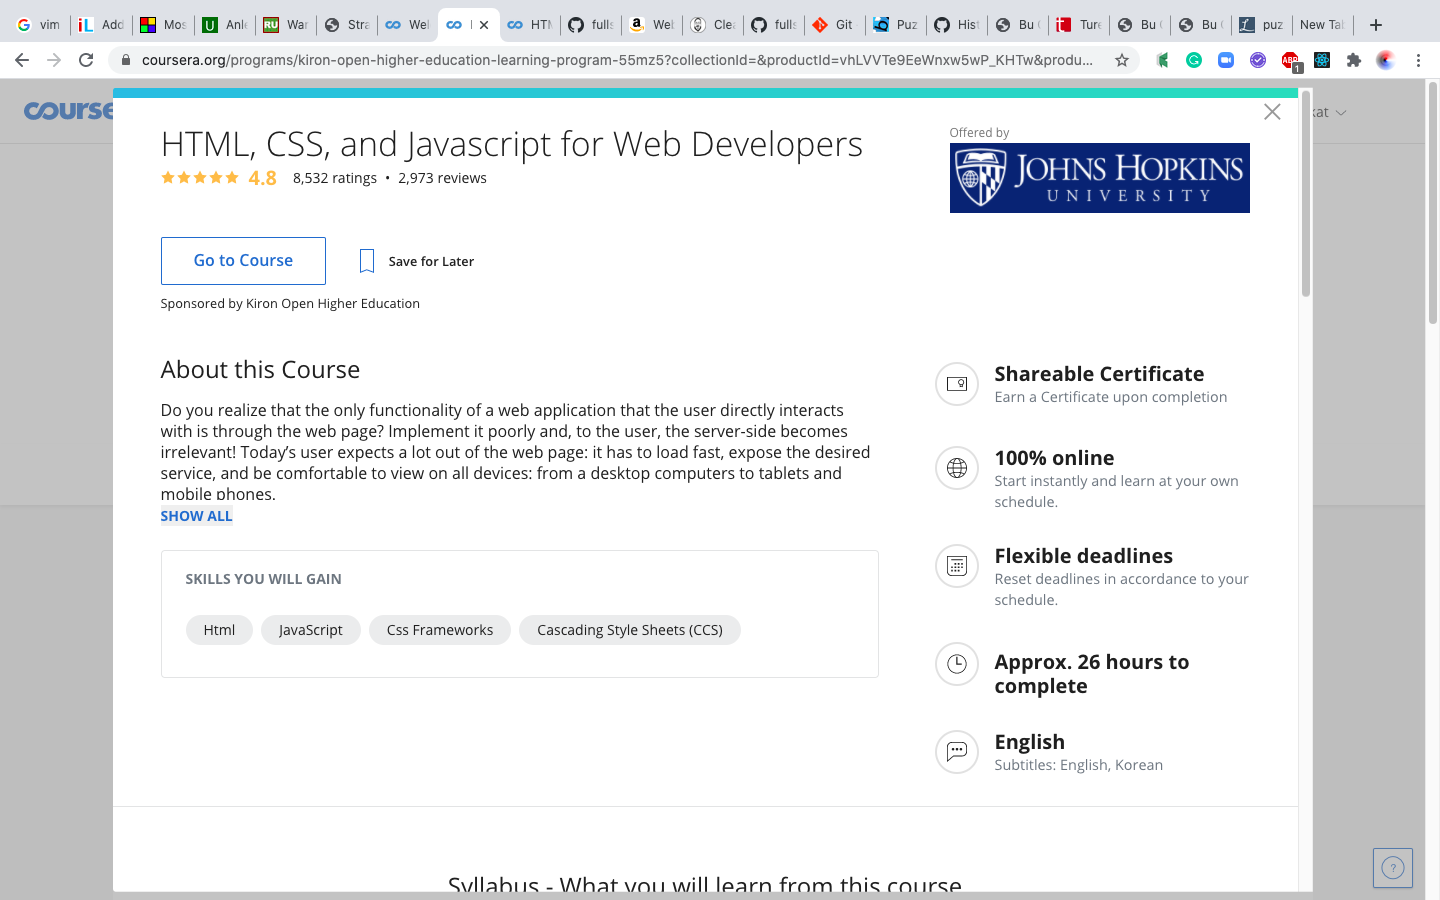 vim
Add
Mos
Anl
War
Stra
Wel
HTM
fulls
Web
Clea
fulls
Git
Puz
Hist
Bu
Ture
Bu
Bu
puz
New Tab
coursera.org/programs/kiron-open-higher-education-learning-program-55mz5?collectionId=&productId=vhLVVTe9EeWnxw5wP_KHTw&produ...
ABP
1
course
kat
HTML, CSS, and Javascript for Web Developers
4.8 8,532 ratings • 2,973 reviews
Offered by
JOHNS HOPKINS
UNIVERSITY
Go to Course
Save for Later
Sponsored by Kiron Open Higher Education
About this Course
Do you realize that the only functionality of a web application that the user directly interacts
with is through the web page? Implement it poorly and, to the user, the server-side becomes
irrelevant! Today’s user expects a lot out of the web page: it has to load fast, expose the desired
service, and be comfortable to view on all devices: from a desktop computers to tablets and
mobile phones.
SHOW ALL
SKILLS YOU WILL GAIN
Html
JavaScript
Css Frameworks
Cascading Style Sheets (CCS)
Shareable Certificate
Earn a Certificate upon completion
100% online
Start instantly and learn at your own
schedule.
Flexible deadlines
Reset deadlines in accordance to your
schedule.
Approx. 26 hours to
complete
English
Subtitles: English, Korean
Syllabus - What you will learn from this course
?